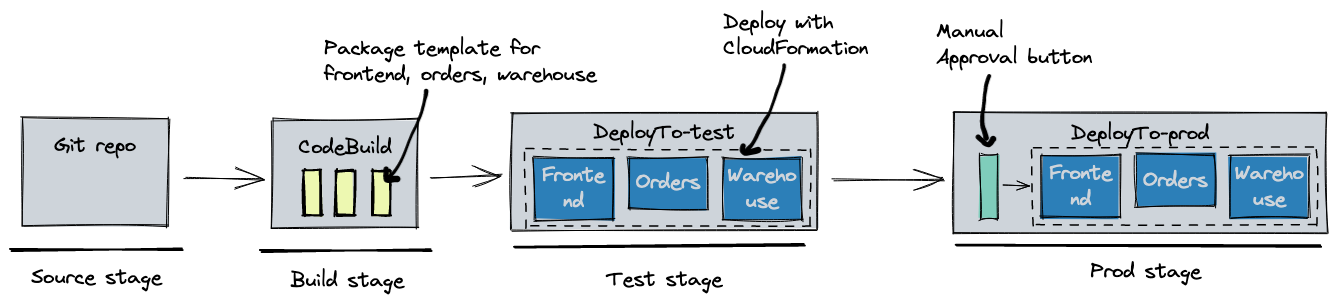 Package template for
frontend, orders, warehouse
Deploy with
CloudFormation
Manual
Approval button
Git repo
CodeBuild
DeployTo-test
Fronte
nd
Orders
Wareho
use
DeployTo-prod
Fronte
nd
Orders
Wareho
use
Source stage
Build stage
Test stage
Prod stage